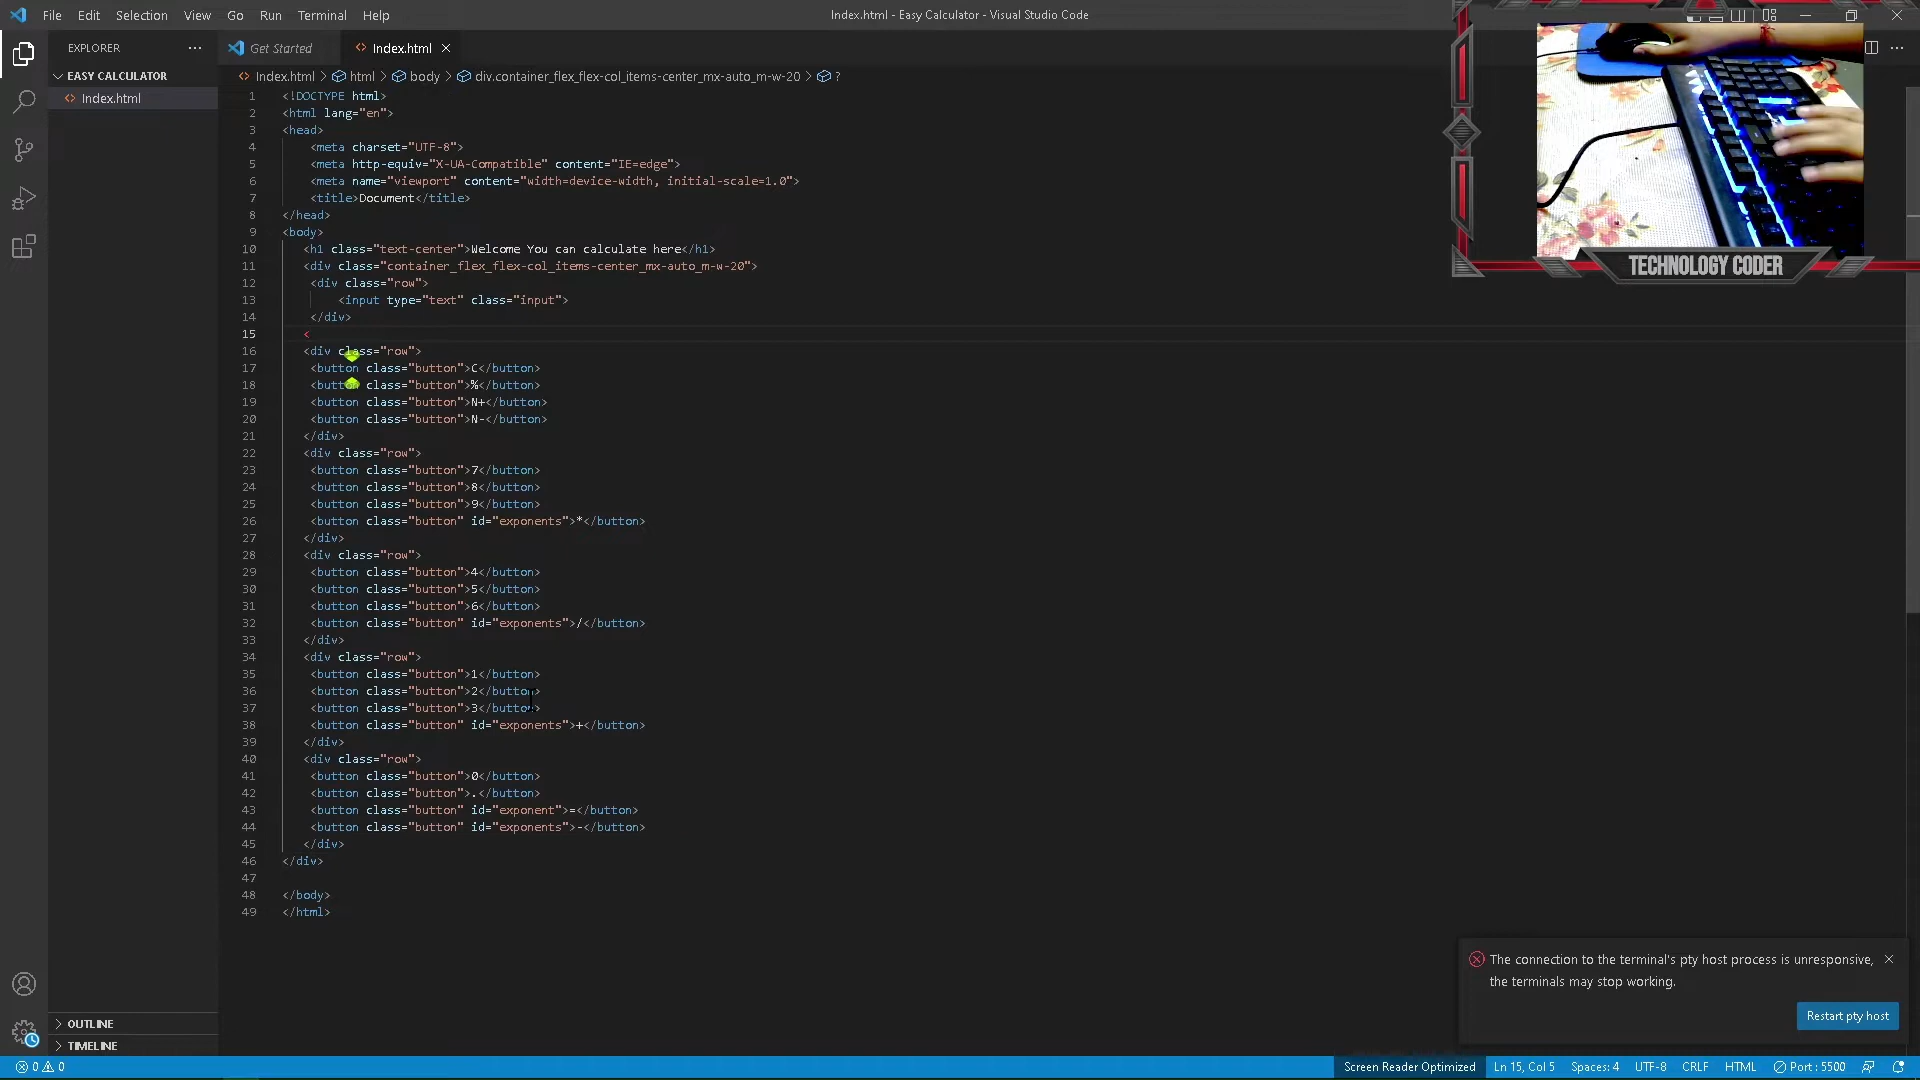 File Edit Selection View Go Run Terminal Help
Index.html - Easy Calculator - Visual Studio Code
EXPLORER
Get Started
Index.html
EASY CALCULATOR
Index.html
Index.html > html > body > div.container_flex_flex-col_items-center_mx-auto_m-w-20 > ?
1 <!DOCTYPE html>
2 <html lang="en">
3 <head>
4 <meta charset="UTF-8">
5 <meta http-equiv="X-UA-Compatible" content="IE=edge">
6 <meta name="viewport" content="width=device-width, initial-scale=1.0">
7 <title>Document</title>
8 </head>
9 <body>
10 <h1 class="text-center">Welcome You can calculate here</h1>
11 <div class="container_flex_flex-col_items-center_mx-auto_m-w-20">
12 <div class="row">
13 <input type="text" class="input">
14 </div>
15 <
16 <div class="row">
17 <button class="button">C</button>
18 <button class="button">%</button>
19 <button class="button">N+</button>
20 <button class="button">N-</button>
21 </div>
22 <div class="row">
23 <button class="button">7</button>
24 <button class="button">8</button>
25 <button class="button">9</button>
26 <button class="button" id="exponents">*</button>
27 </div>
28 <div class="row">
29 <button class="button">4</button>
30 <button class="button">5</button>
31 <button class="button">6</button>
32 <button class="button" id="exponents">/</button>
33 </div>
34 <div class="row">
35 <button class="button">1</button>
36 <button class="button">2</button>
37 <button class="button">3</button>
38 <button class="button" id="exponents">+</button>
39 </div>
40 <div class="row">
41 <button class="button">0</button>
42 <button class="button">.</button>
43 <button class="button" id="exponent">=</button>
44 <button class="button" id="exponents">-</button>
45 </div>
46 </div>
47
48 </body>
49 </html>
TECHNOLOGY CODER
The connection to the terminal's pty host process is unresponsive,
the terminals may stop working.
Restart pty host
OUTLINE
TIMELINE
0 0
Screen Reader Optimized Ln 15, Col 5 Spaces: 4 UTF-8 CRLF HTML Port : 5500